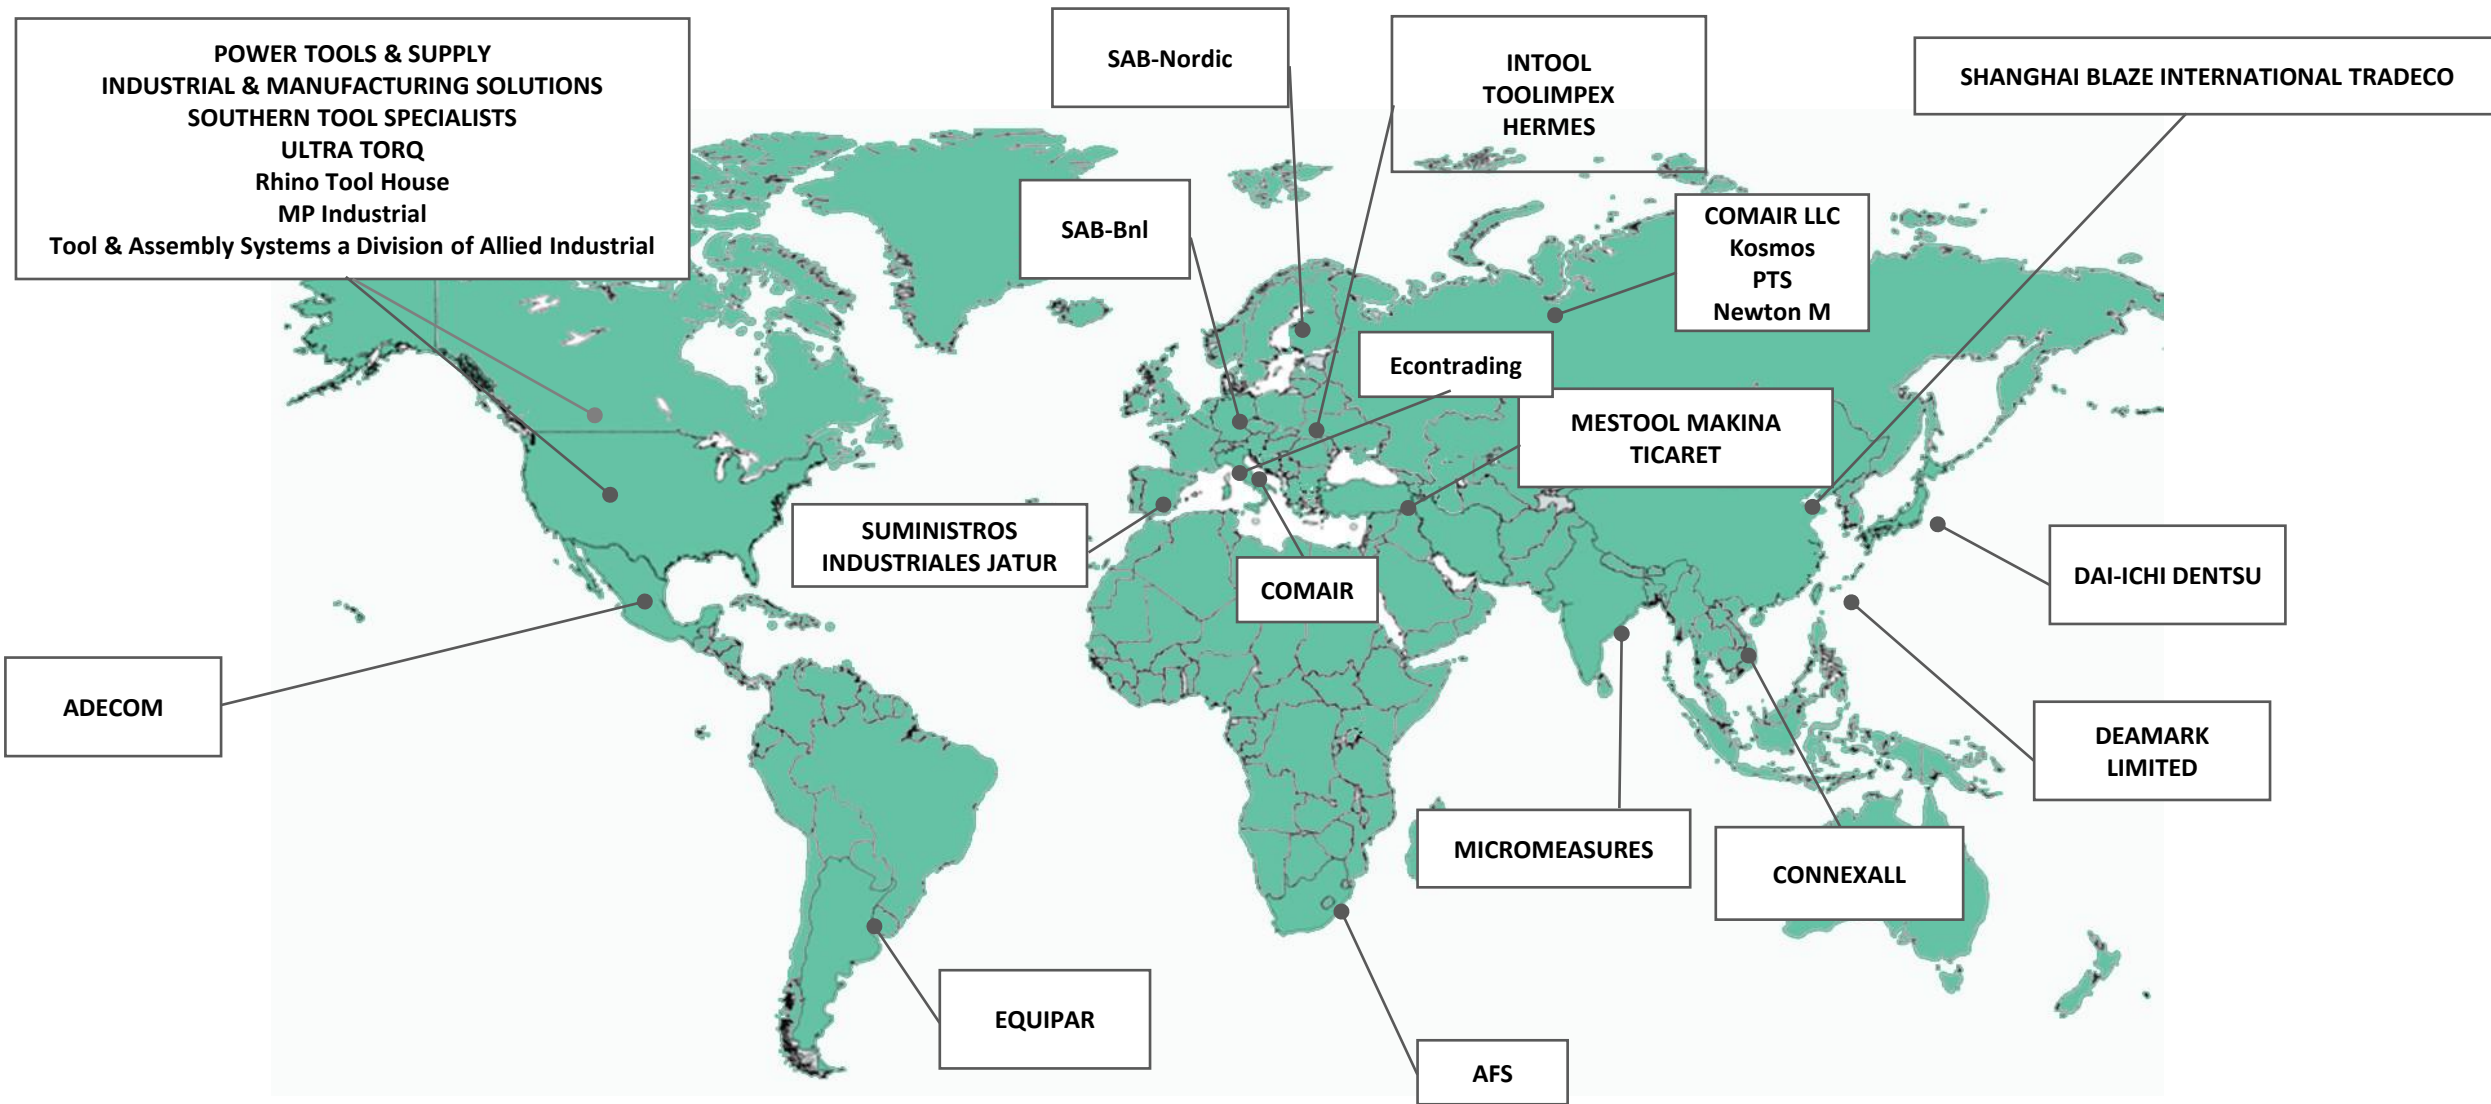 POWER TOOLS & SUPPLY
INDUSTRIAL & MANUFACTURING SOLUTIONS
SOUTHERN TOOL SPECIALISTS
ULTRA TORQ
Rhino Tool House
MP Industrial
Tool & Assembly Systems a Division of Allied Industrial
SAB-Nordic
INTOOL
TOOLIMPEX
HERMES
SHANGHAI BLAZE INTERNATIONAL TRADECO
SAB-Bnl
COMAIR LLC
Kosmos
PTS
Newton M
Econtrading
MESTOOL MAKINA
TICARET
SUMINISTROS
INDUSTRIALES JATUR
COMAIR
DAI-ICHI DENTSU
ADECOM
DEAMARK
LIMITED
MICROMEASURES
CONNEXALL
EQUIPAR
AFS